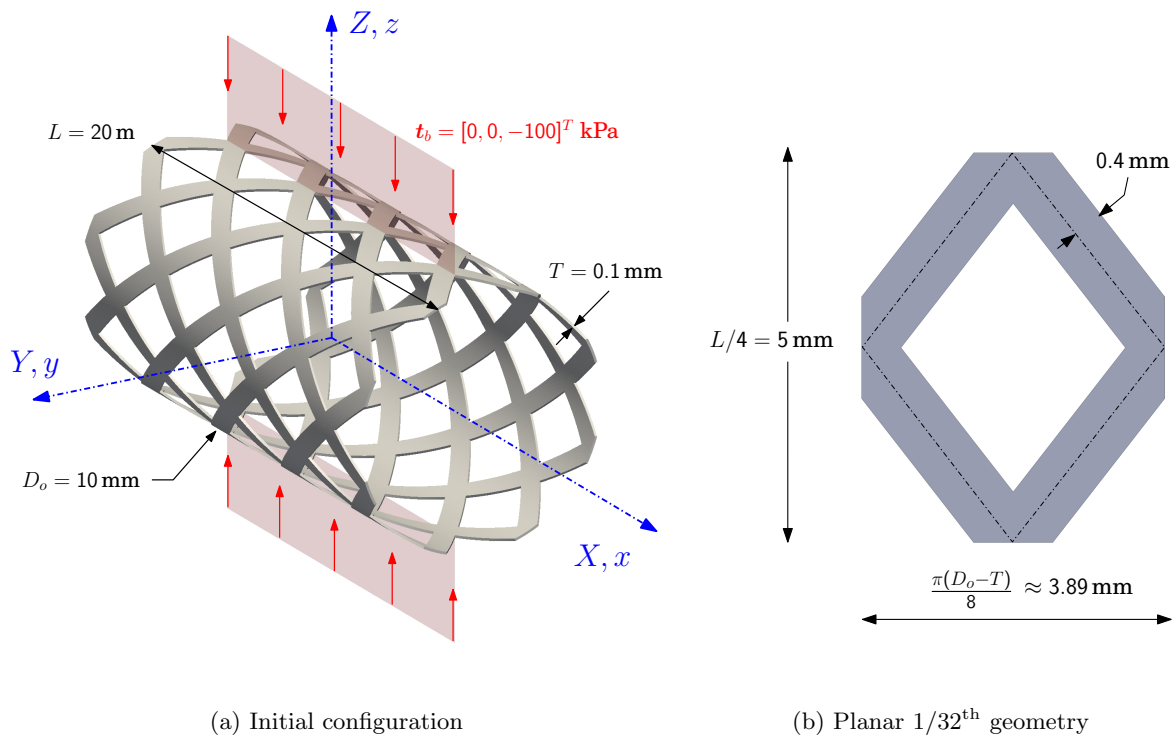 Z, z
L = 20 m
t_b = [0, 0, −100]^T kPa
T = 0.1 mm
Y, y
D_o = 10 mm
X, x
(a) Initial configuration
0.4 mm
L/4 = 5 mm
π(D_o−T)/8 ≈ 3.89 mm
(b) Planar 1/32^th geometry